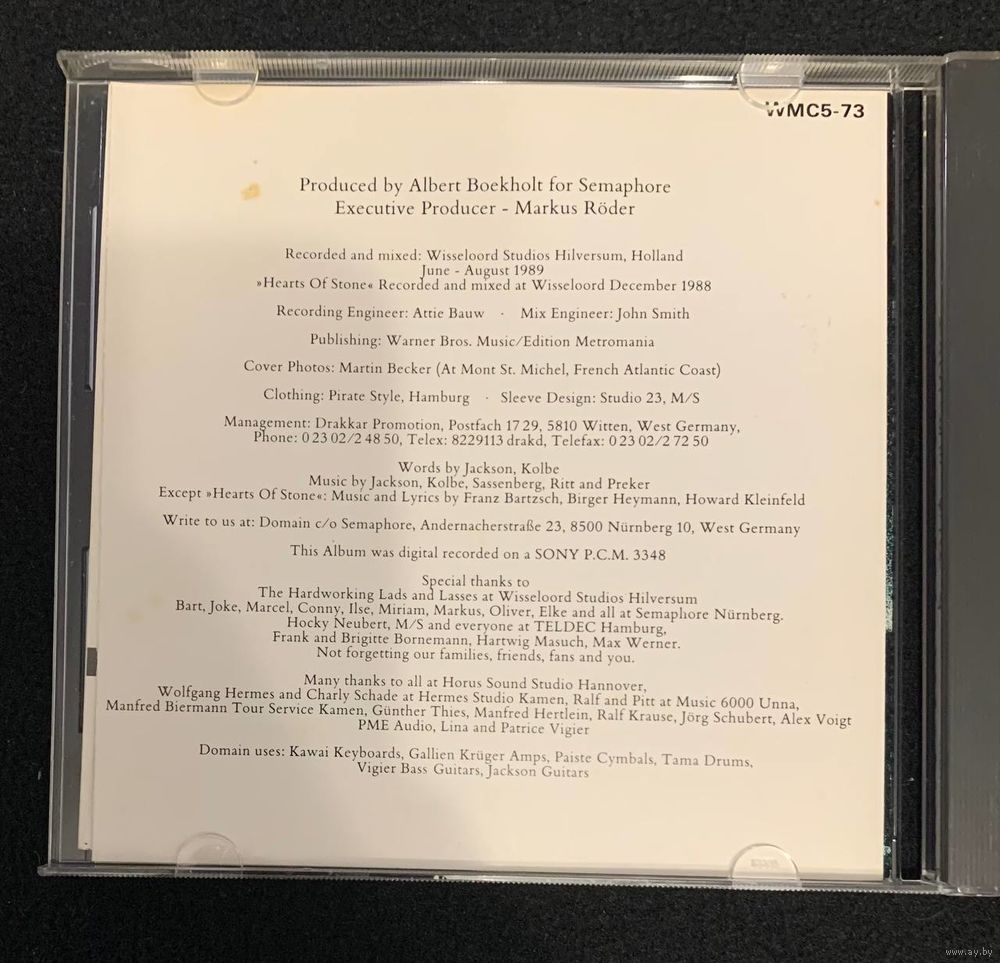 WMC5-73
Produced by Albert Boekholt for Semaphore
Executive Producer - Markus Röder
Recorded and mixed: Wisseloord Studios Hilversum, Holland
June - August 1989
»Hearts Of Stone« Recorded and mixed at Wisseloord December 1988
Recording Engineer: Attie Bauw · Mix Engineer: John Smith
Publishing: Warner Bros. Music/Edition Metromania
Cover Photos: Martin Becker (At Mont St. Michel, French Atlantic Coast)
Clothing: Pirate Style, Hamburg · Sleeve Design: Studio 23, M/S
Management: Drakkar Promotion, Postfach 17 29, 5810 Witten, West Germany,
Phone: 0 23 02/2 48 50, Telex: 8229113 drakd, Telefax: 0 23 02/2 72 50
Words by Jackson, Kolbe
Music by Jackson, Kolbe, Sassenberg, Ritt and Preker
Except »Hearts Of Stone«: Music and Lyrics by Franz Bartzsch, Birger Heymann, Howard Kleinfeld
Write to us at: Domain c/o Semaphore, Andernacherstraße 23, 8500 Nürnberg 10, West Germany
This Album was digital recorded on a SONY P.C.M. 3348
Special thanks to
The Hardworking Lads and Lasses at Wisseloord Studios Hilversum
Bart, Joke, Marcel, Conny, Ilse, Miriam, Markus, Oliver, Elke and all at Semaphore Nürnberg.
Hocky Neubert, M/S and everyone at TELDEC Hamburg,
Frank and Brigitte Bornemann, Hartwig Masuch, Max Werner.
Not forgetting our families, friends, fans and you.
Many thanks to all at Horus Sound Studio Hannover,
Wolfgang Hermes and Charly Schade at Hermes Studio Kamen, Ralf and Pitt at Music 6000 Unna,
Manfred Biermann Tour Service Kamen, Günther Thies, Manfred Hertlein, Ralf Krause, Jörg Schubert, Alex Voigt
PME Audio, Lina and Patrice Vigier
Domain uses: Kawai Keyboards, Gallien Krüger Amps, Paiste Cymbals, Tama Drums,
Vigier Bass Guitars, Jackson Guitars
www.ay.by